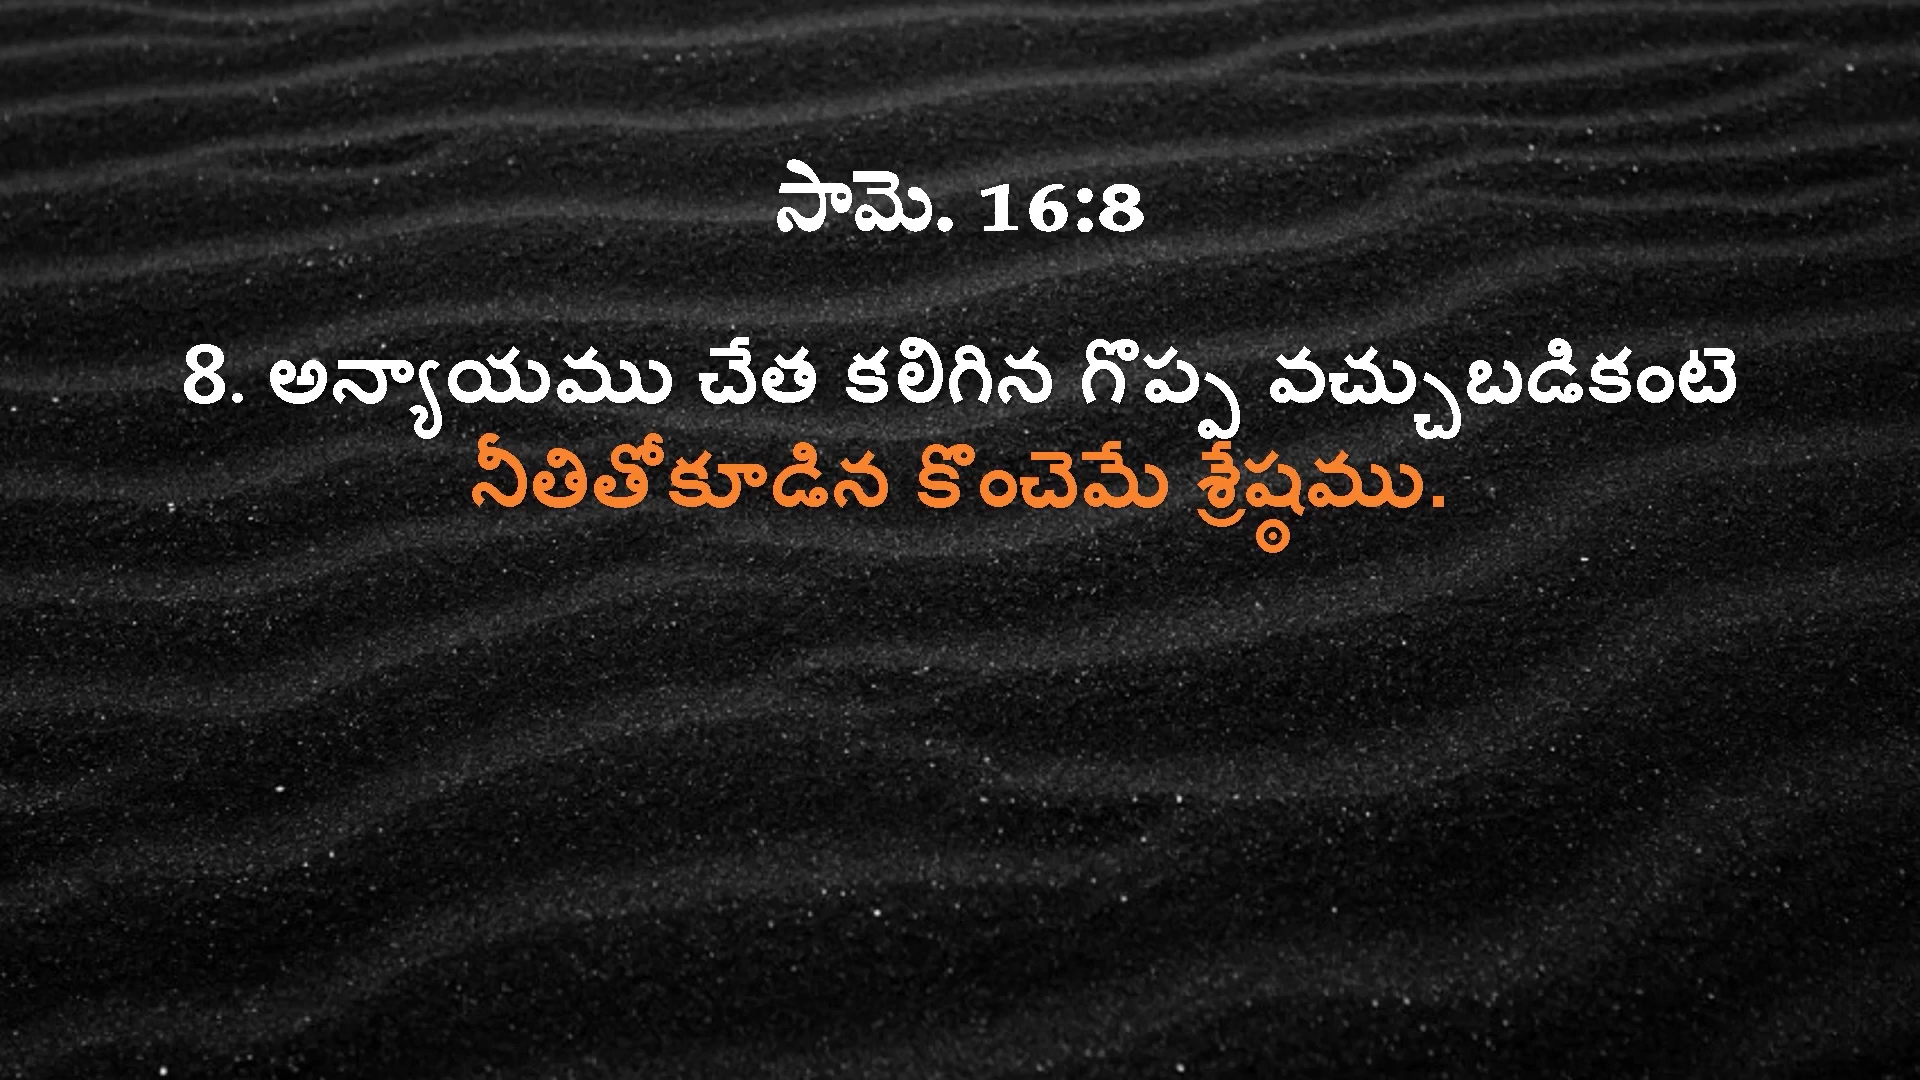 సామె. 16:8
8. అన్యాయము చేత కలిగిన గొప్ప వచ్చుబడికంటె
నీతితోకూడిన కొంచెమే శ్రేష్ఠము.